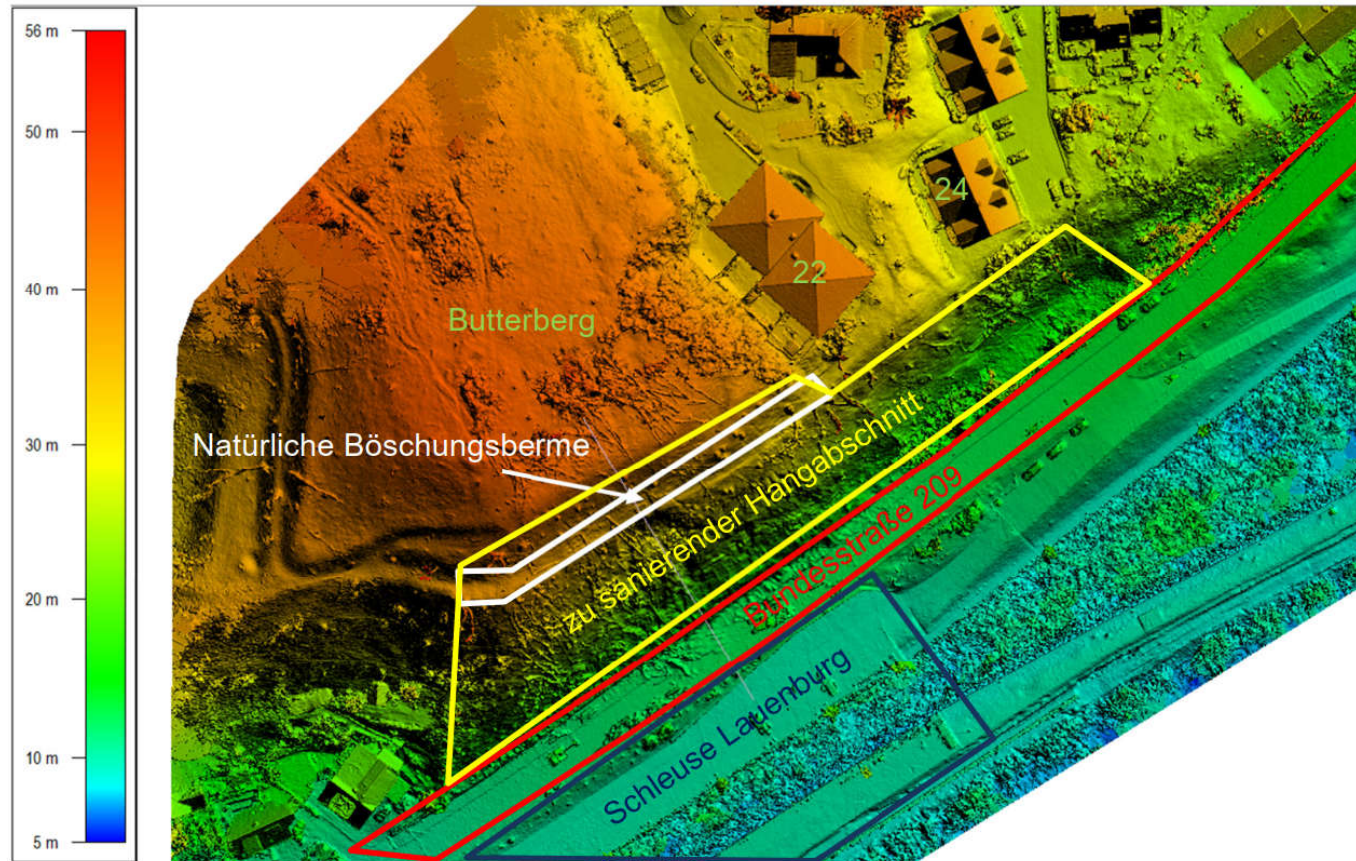 56 m
50 m
40 m
30 m
20 m
10 m
5 m
24
22
Butterberg
Natürliche Böschungsberme
zu sanierender Hangabschnitt
Bundesstraße 209
Schleuse Lauenburg